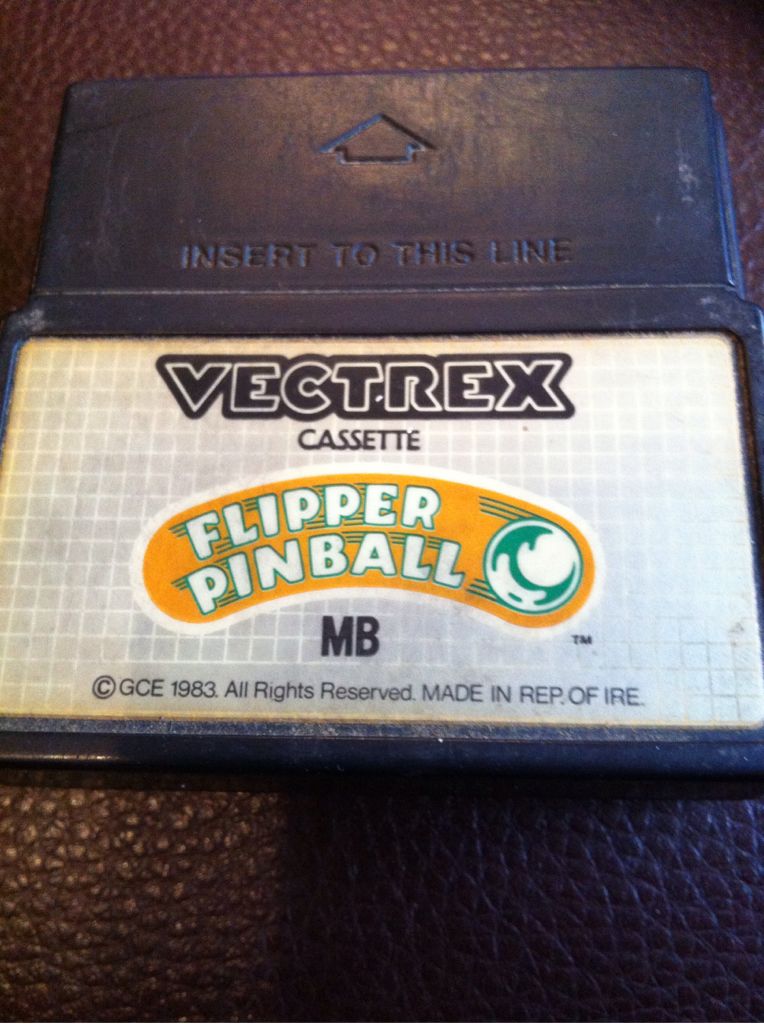 INSERT TO THIS LINE
VECTREX
CASSETTE
FLIPPER
PINBALL
MB
TM
©GCE 1983. All Rights Reserved. MADE IN REP. OF IRE.